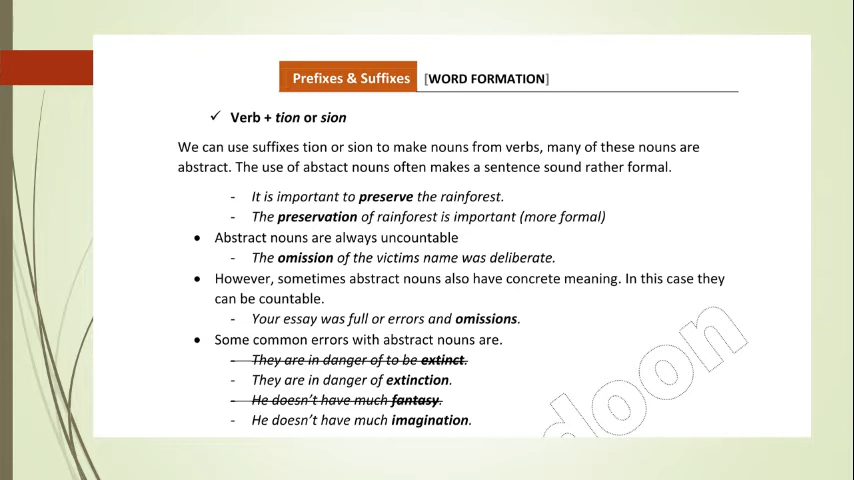 Prefixes & Suffixes [WORD FORMATION]
✓ Verb + tion or sion
We can use suffixes tion or sion to make nouns from verbs, many of these nouns are
abstract. The use of abstact nouns often makes a sentence sound rather formal.
- It is important to preserve the rainforest.
- The preservation of rainforest is important (more formal)
• Abstract nouns are always uncountable
- The omission of the victims name was deliberate.
• However, sometimes abstract nouns also have concrete meaning. In this case they
can be countable.
- Your essay was full or errors and omissions.
• Some common errors with abstract nouns are.
- They are in danger of to be extinct.
- They are in danger of extinction.
- He doesn't have much fantasy.
- He doesn't have much imagination.